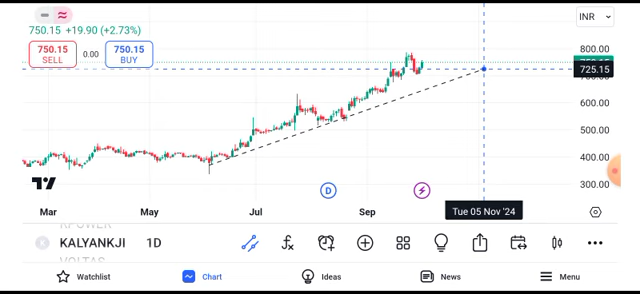 INR
750.15 +19.90 (+2.73%)
750.15
SELL
0.00
750.15
BUY
800.00
725.15
600.00
500.00
400.00
300.00
D
Mar May Jul Sep Tue 05 Nov '24
KALYANKJI 1D
VOLTAS
Watchlist Chart Ideas News Menu